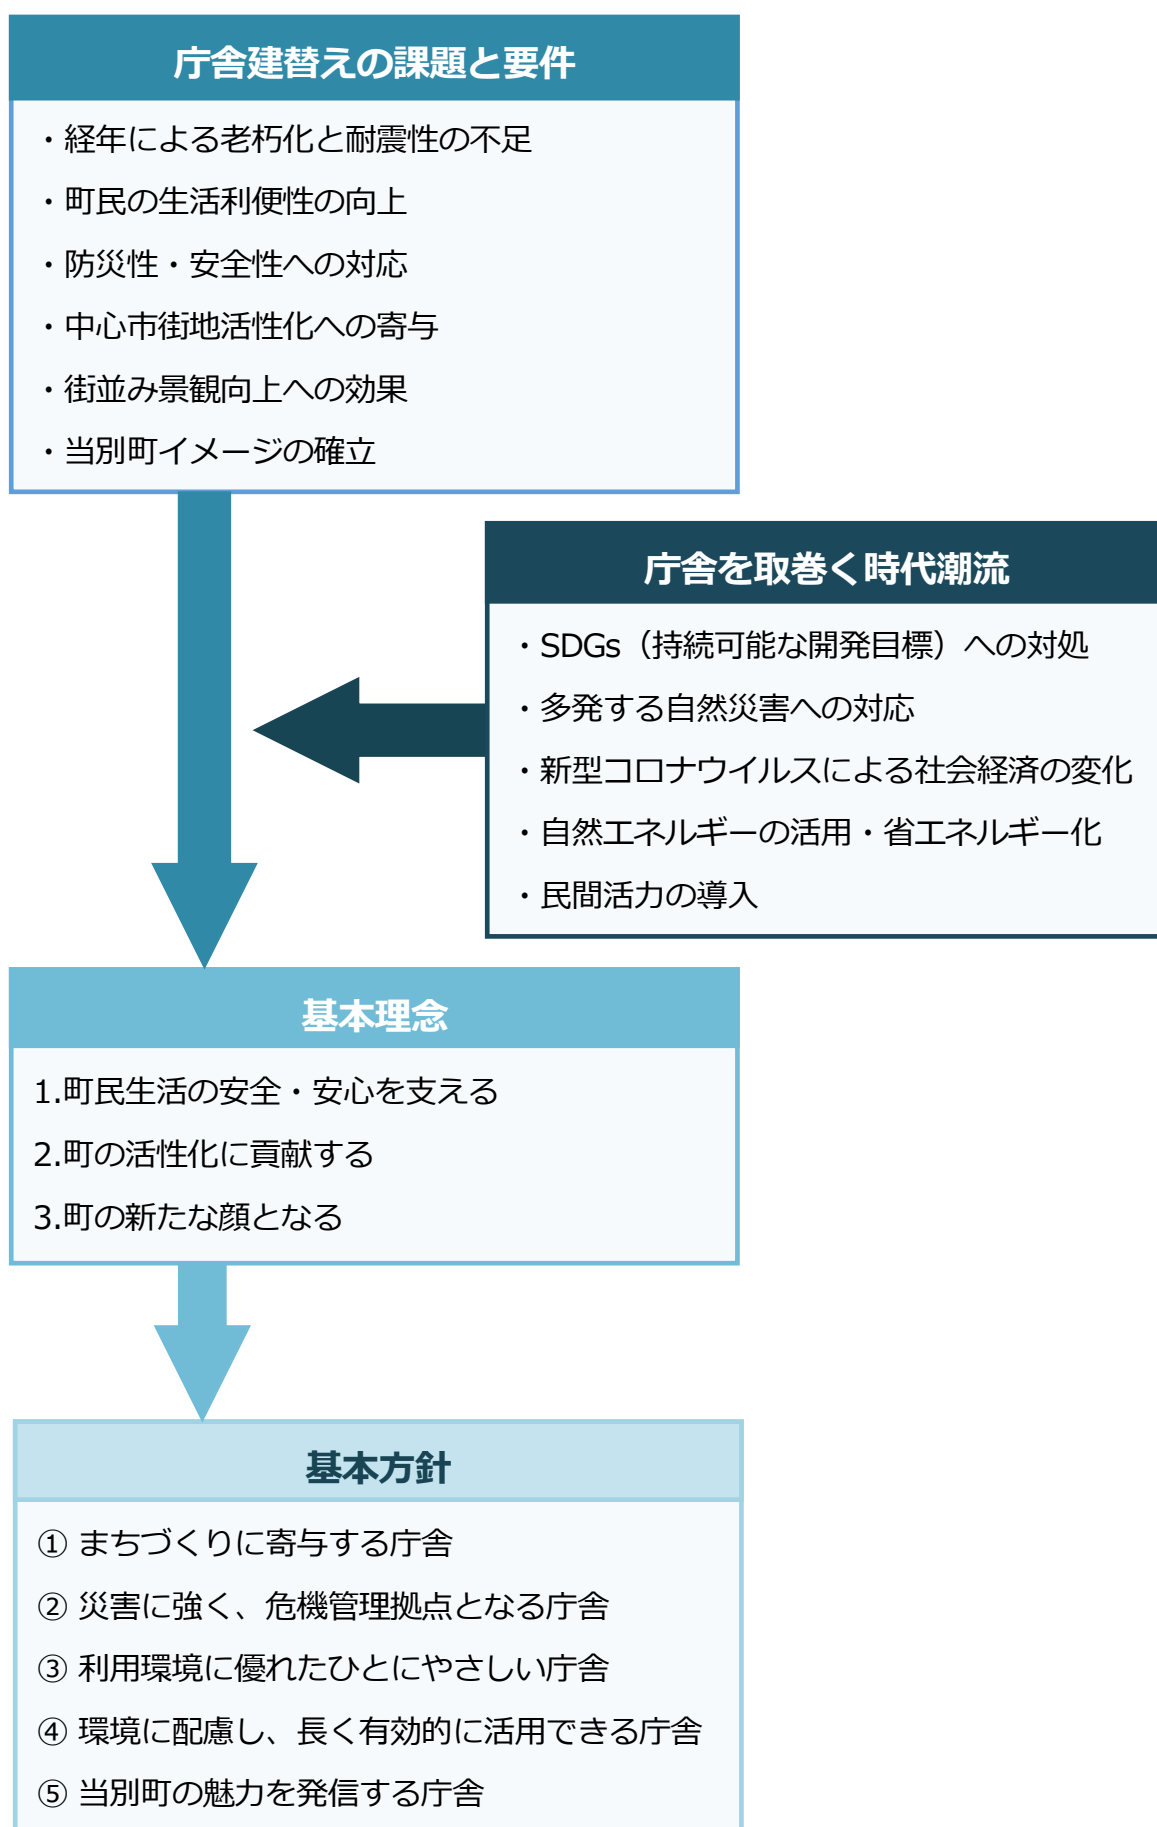 庁舎建替えの課題と要件
・経年による老朽化と耐震性の不足
・町民の生活利便性の向上
・防災性・安全性への対応
・中心市街地活性化への寄与
・街並み景観向上への効果
・当別町イメージの確立
庁舎を取巻く時代潮流
・SDGs（持続可能な開発目標）への対処
・多発する自然災害への対応
・新型コロナウイルスによる社会経済の変化
・自然エネルギーの活用・省エネルギー化
・民間活力の導入
基本理念
1.町民生活の安全・安心を支える
2.町の活性化に貢献する
3.町の新たな顔となる
基本方針
① まちづくりに寄与する庁舎
② 災害に強く、危機管理拠点となる庁舎
③ 利用環境に優れたひとにやさしい庁舎
④ 環境に配慮し、長く有効的に活用できる庁舎
⑤ 当別町の魅力を発信する庁舎